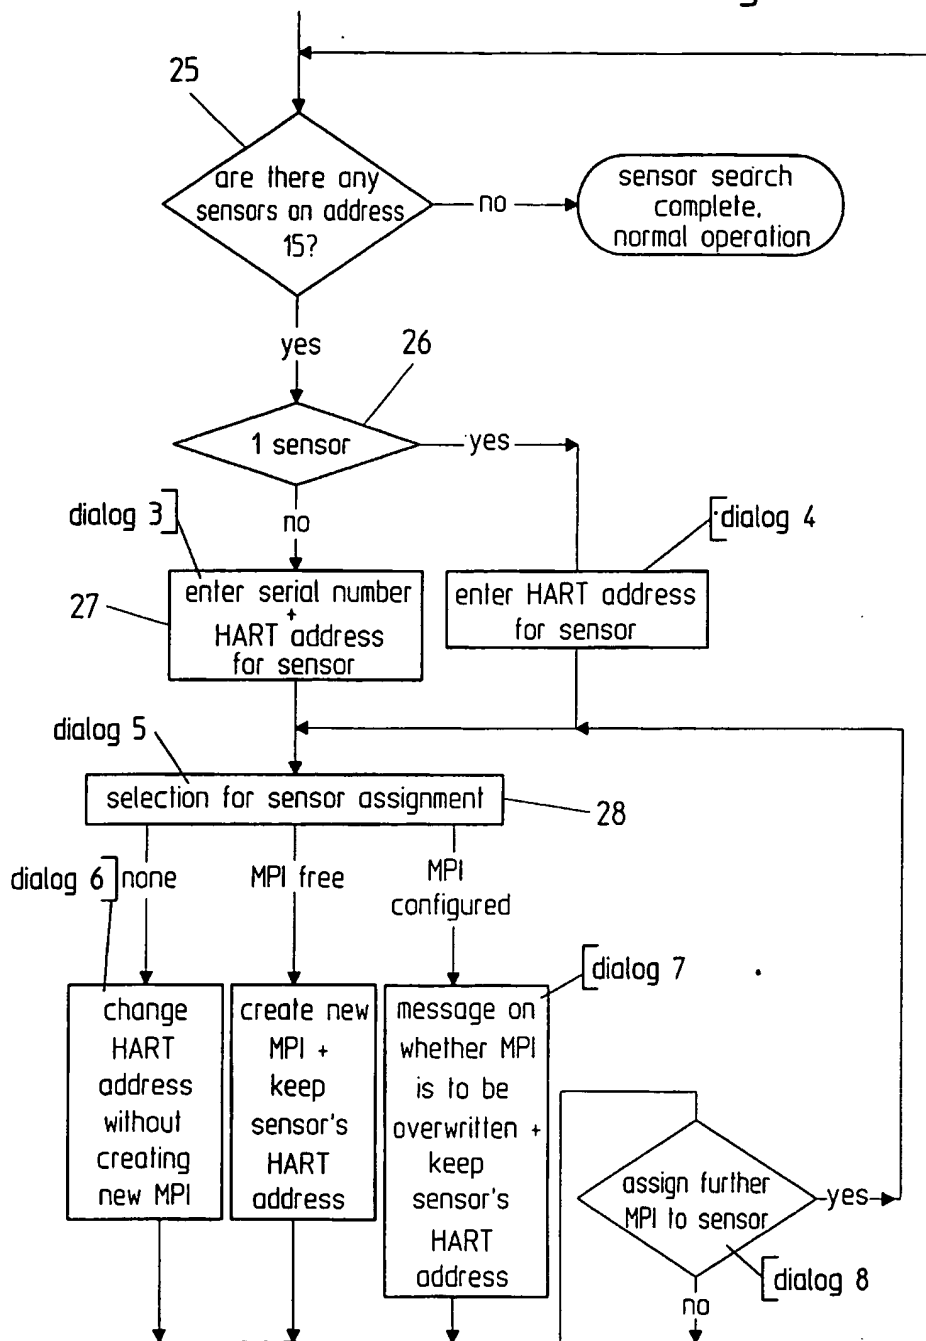 25
are there any
sensors on address
15?
no
sensor search
complete,
normal operation
yes
26
1 sensor
yes
dialog 3
no
dialog 4
27
enter serial number
+
HART address
for sensor
enter HART address
for sensor
dialog 5
selection for sensor assignment
28
dialog 6
none
MPI free
MPI
configured
dialog 7
change
HART
address
without
creating
new MPI
create new
MPI +
keep
sensor's
HART
address
message on
whether MPI
is to be
overwritten +
keep
sensor's
HART
address
assign further
MPI to sensor
yes
dialog 8
no